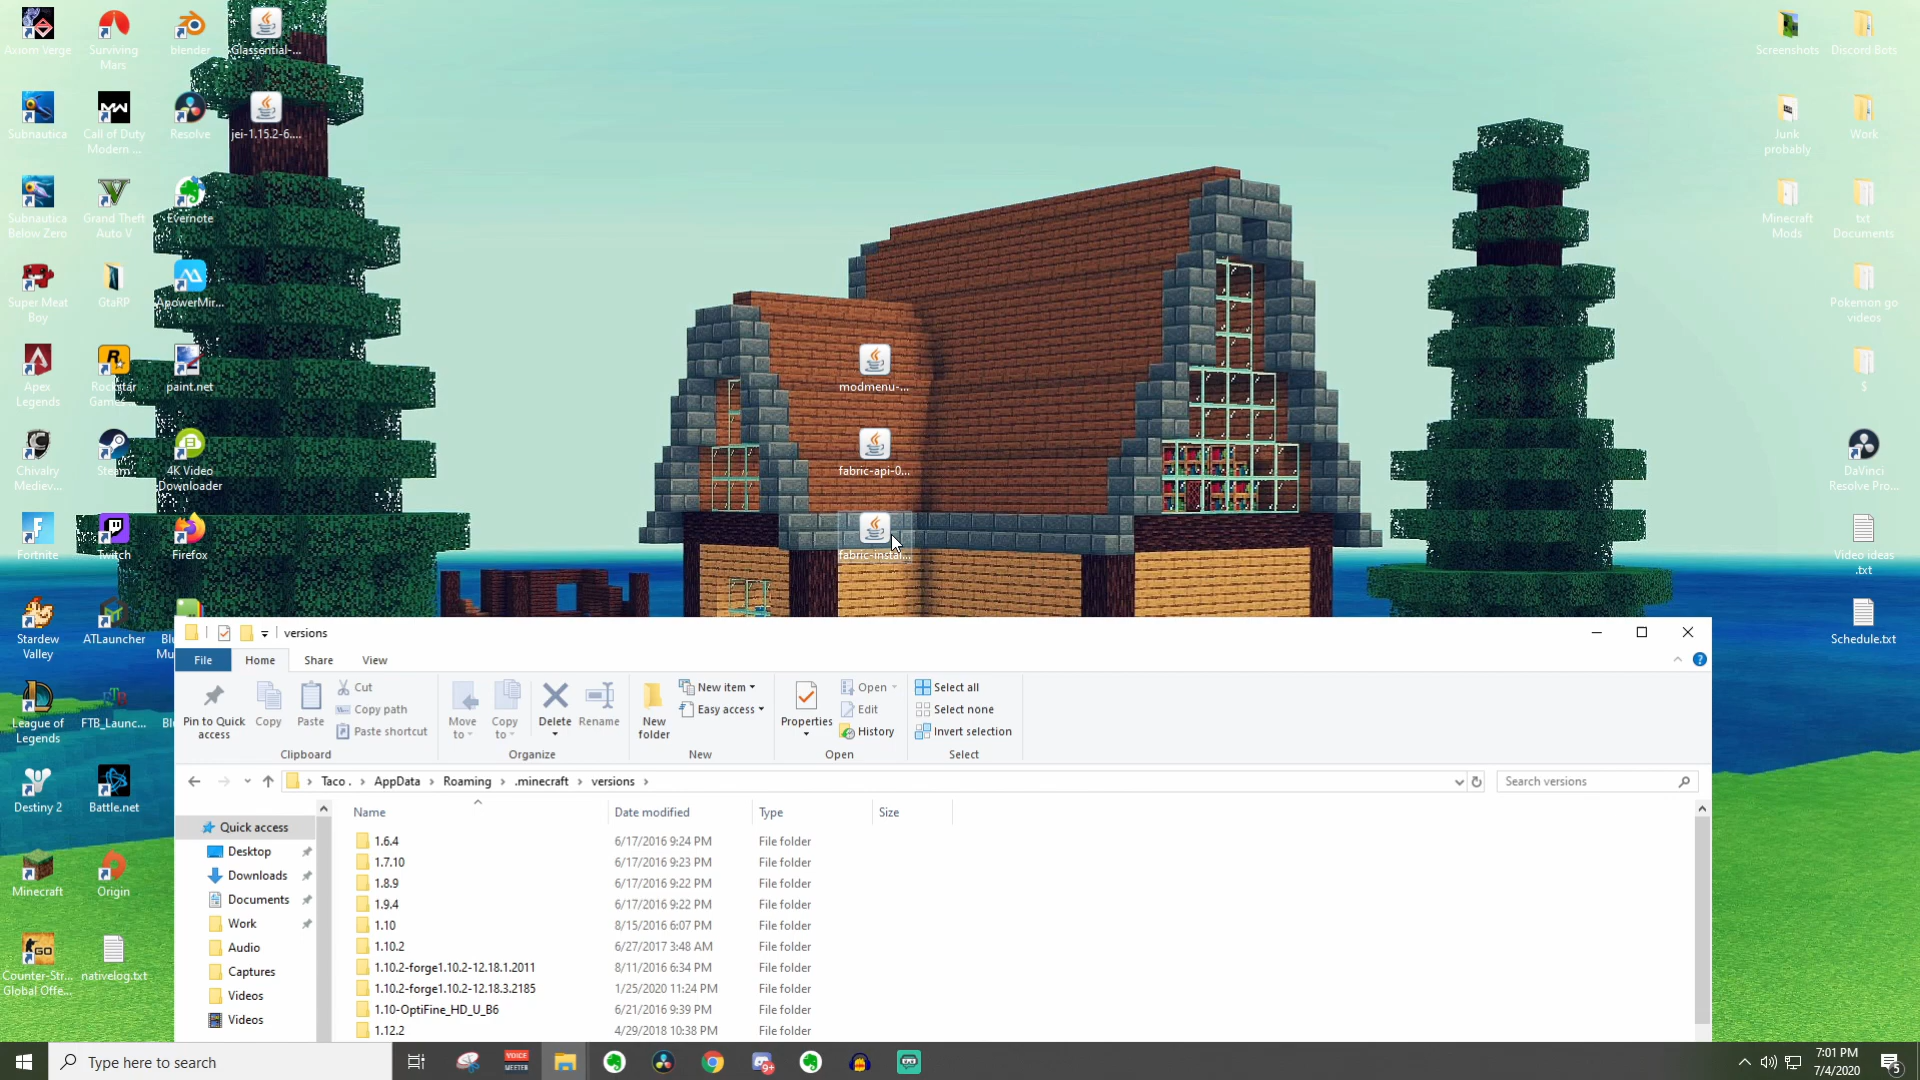 Axiom Verge
Surviving
Mars
blender
Glassential-...
Subnautica
Call of Duty
Modern ...
Resolve
jei-1.15.2-6....
Subnautica
Below Zero
Grand Theft
Auto V
Evernote
Super Meat
Boy
GtaRP
ApowerMir...
Apex
Legends
Rockstar
Games ...
paint.net
Chivalry
Mediev...
Steam
4K Video
Downloader
Fortnite
Twitch
Firefox
Stardew
Valley
ATLauncher
League of
Legends
FTB_Launc...
Destiny 2
Battle.net
Minecraft
Origin
Counter-Str...
Global Offe...
nativelog.txt
modmenu-...
fabric-api-0...
fabric-instal...
Screenshots
Discord Bots
Junk
probably
Work
Minecraft
Mods
txt
Documents
Pokemon go
videos
$
DaVinci
Resolve Pro...
Video ideas
.txt
Schedule.txt
versions
File
Home
Share
View
Pin to Quick
access
Copy
Paste
Cut
Copy path
Paste shortcut
Clipboard
Move
to
Copy
to
Delete
Rename
Organize
New
folder
New item
Easy access
New
Properties
Open
Edit
History
Open
Select all
Select none
Invert selection
Select
Taco . > AppData > Roaming > .minecraft > versions >
Search versions
Name
Date modified
Type
Size
Quick access
Desktop
Downloads
Documents
Work
Audio
Captures
Videos
Videos
1.6.4 6/17/2016 9:24 PM File folder
1.7.10 6/17/2016 9:23 PM File folder
1.8.9 6/17/2016 9:22 PM File folder
1.9.4 6/17/2016 9:22 PM File folder
1.10 8/15/2016 6:07 PM File folder
1.10.2 6/27/2017 3:48 AM File folder
1.10.2-forge1.10.2-12.18.1.2011 8/11/2016 6:34 PM File folder
1.10.2-forge1.10.2-12.18.3.2185 1/25/2020 11:24 PM File folder
1.10-OptiFine_HD_U_B6 6/21/2016 9:39 PM File folder
1.12.2 4/29/2018 10:38 PM File folder
Type here to search
VOICE
MEETER
9+
7:01 PM
7/4/2020
5